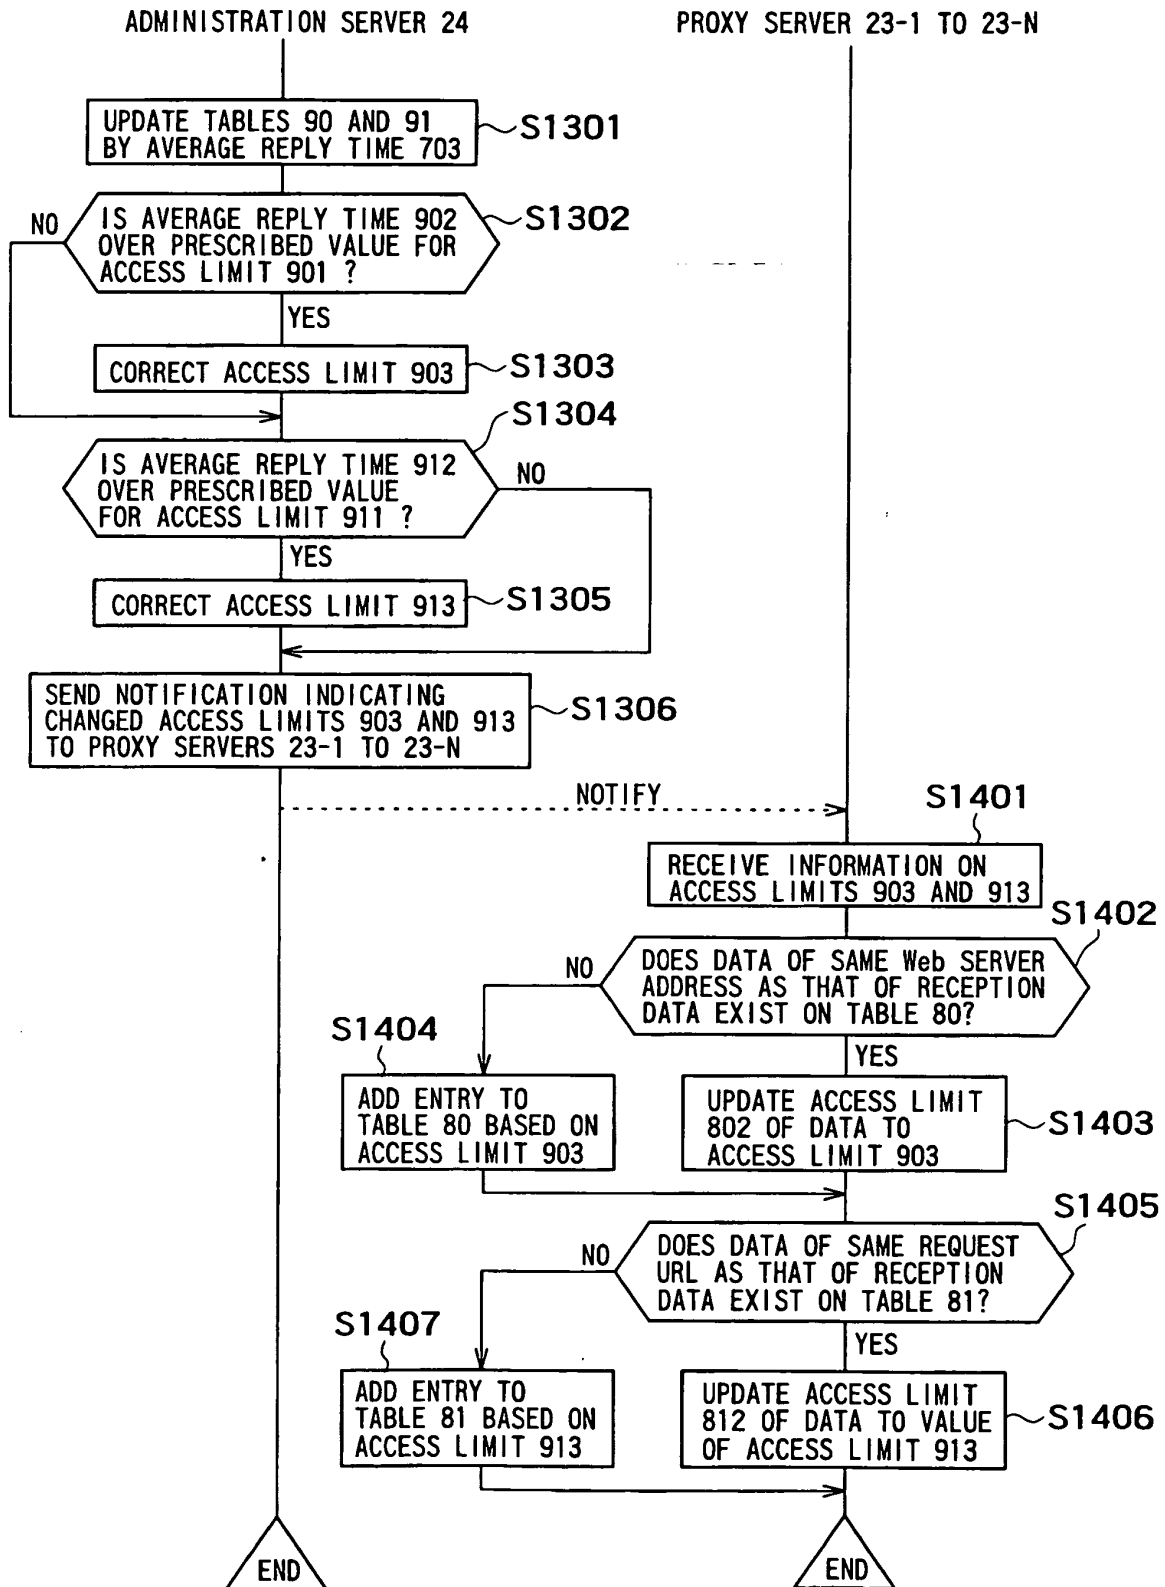 ADMINISTRATION SERVER 24
PROXY SERVER 23-1 TO 23-N
UPDATE TABLES 90 AND 91
BY AVERAGE REPLY TIME 703
S1301
IS AVERAGE REPLY TIME 902
OVER PRESCRIBED VALUE FOR
ACCESS LIMIT 901 ?
S1302
NO
YES
CORRECT ACCESS LIMIT 903
S1303
S1304
IS AVERAGE REPLY TIME 912
OVER PRESCRIBED VALUE
FOR ACCESS LIMIT 911 ?
NO
YES
CORRECT ACCESS LIMIT 913
S1305
SEND NOTIFICATION INDICATING
CHANGED ACCESS LIMITS 903 AND 913
TO PROXY SERVERS 23-1 TO 23-N
S1306
NOTIFY
S1401
RECEIVE INFORMATION ON
ACCESS LIMITS 903 AND 913
S1402
DOES DATA OF SAME Web SERVER
ADDRESS AS THAT OF RECEPTION
DATA EXIST ON TABLE 80?
NO
YES
S1404
ADD ENTRY TO
TABLE 80 BASED ON
ACCESS LIMIT 903
UPDATE ACCESS LIMIT
802 OF DATA TO
ACCESS LIMIT 903
S1403
S1405
DOES DATA OF SAME REQUEST
URL AS THAT OF RECEPTION
DATA EXIST ON TABLE 81?
NO
YES
S1407
ADD ENTRY TO
TABLE 81 BASED ON
ACCESS LIMIT 913
UPDATE ACCESS LIMIT
812 OF DATA TO VALUE
OF ACCESS LIMIT 913
S1406
END
END